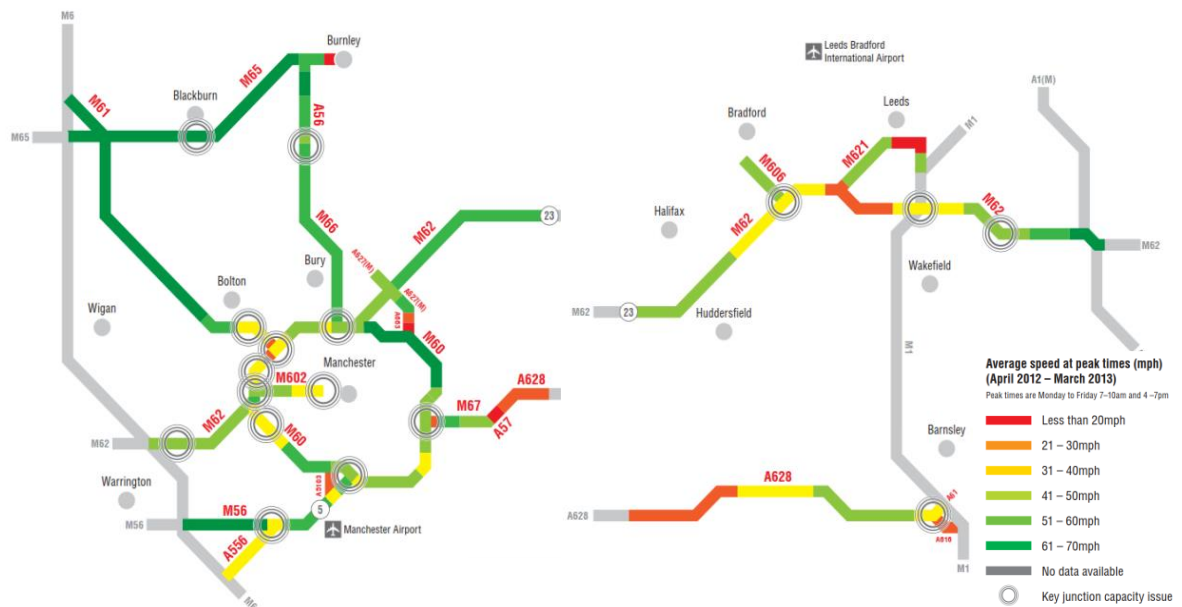 M6
Burnley
M65
Blackburn
M61
A56
M65
M66
M62
23
Bury
A627(M)
A627(M)
Bolton
A663
Wigan
M60
Manchester
M602
A628
M67
A57
M62
M62
M60
Warrington
A5103
M56
M56
5
Manchester Airport
A556
M6
Leeds Bradford
International Airport
A1(M)
Leeds
Bradford
M1
M621
M606
Halifax
M62
M62
M62
Wakefield
M62
23
Huddersfield
M1
Barnsley
A628
A628
A61
A616
M1
Average speed at peak times (mph)
(April 2012 – March 2013)
Peak times are Monday to Friday 7–10am and 4 –7pm
Less than 20mph
21 – 30mph
31 – 40mph
41 – 50mph
51 – 60mph
61 – 70mph
No data available
Key junction capacity issue